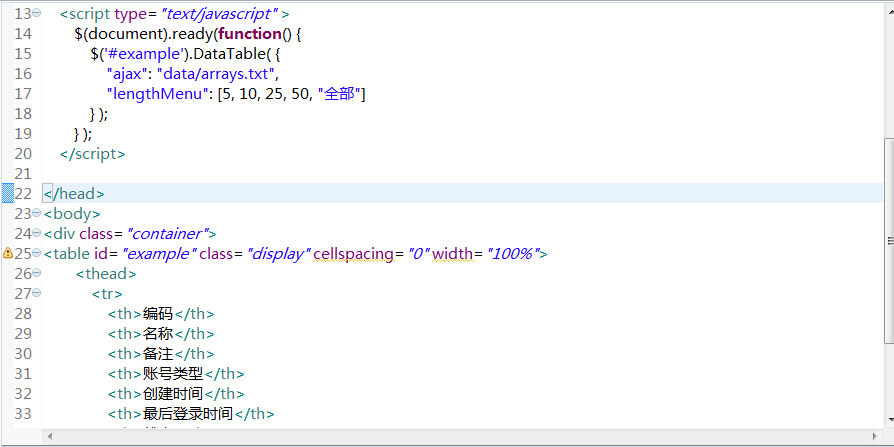 13 <script type="text/javascript">
14 $(document).ready(function() {
15 $('#example').DataTable( {
16 "ajax": "data/arrays.txt",
17 "lengthMenu": [5, 10, 25, 50, "全部"]
18 } );
19 } );
20 </script>
21
22 </head>
23 <body>
24 <div class="container">
25 <table id="example" class="display" cellspacing="0" width="100%">
26 <thead>
27 <tr>
28 <th>编码</th>
29 <th>名称</th>
30 <th>备注</th>
31 <th>账号类型</th>
32 <th>创建时间</th>
33 <th>最后登录时间</th>